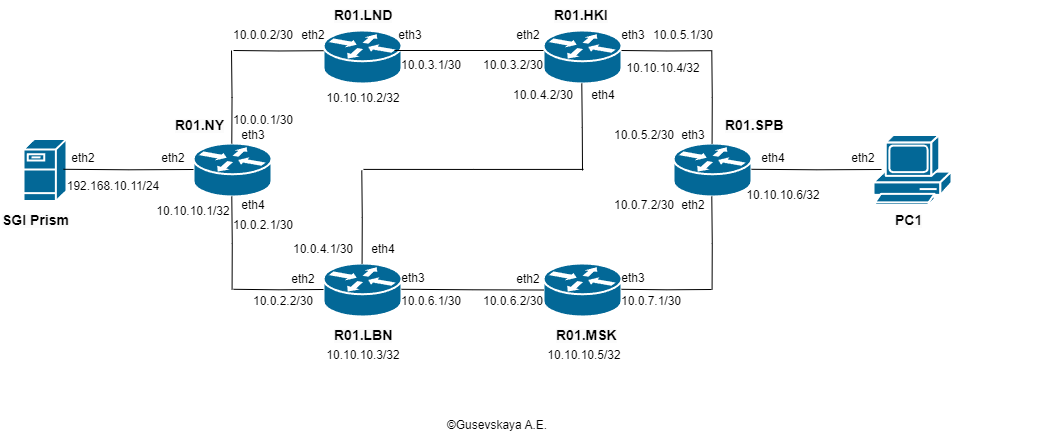 R01.LND
R01.HKI
10.0.0.2/30
eth2
eth3
eth2
eth3
10.0.5.1/30
10.0.3.1/30
10.0.3.2/30
10.10.10.4/32
10.10.10.2/32
10.0.4.2/30
eth4
R01.NY
10.0.0.1/30
eth3
10.0.5.2/30
eth3
R01.SPB
eth2
eth2
eth4
eth2
192.168.10.11/24
10.10.10.6/32
SGI Prism
10.10.10.1/32
eth4
10.0.2.1/30
10.0.7.2/30
eth2
PC1
10.0.4.1/30
eth4
eth2
eth3
eth2
eth3
10.0.2.2/30
10.0.6.1/30
10.0.6.2/30
10.0.7.1/30
R01.LBN
R01.MSK
10.10.10.3/32
10.10.10.5/32
©Gusevskaya A.E.